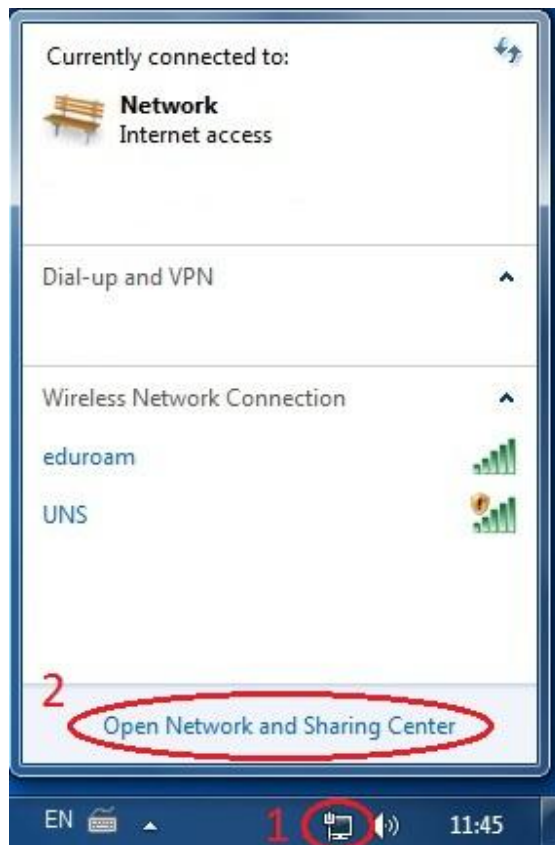 Currently connected to:
Network
Internet access
Dial-up and VPN
Wireless Network Connection
eduroam
UNS
2
Open Network and Sharing Center
EN
1
11:45